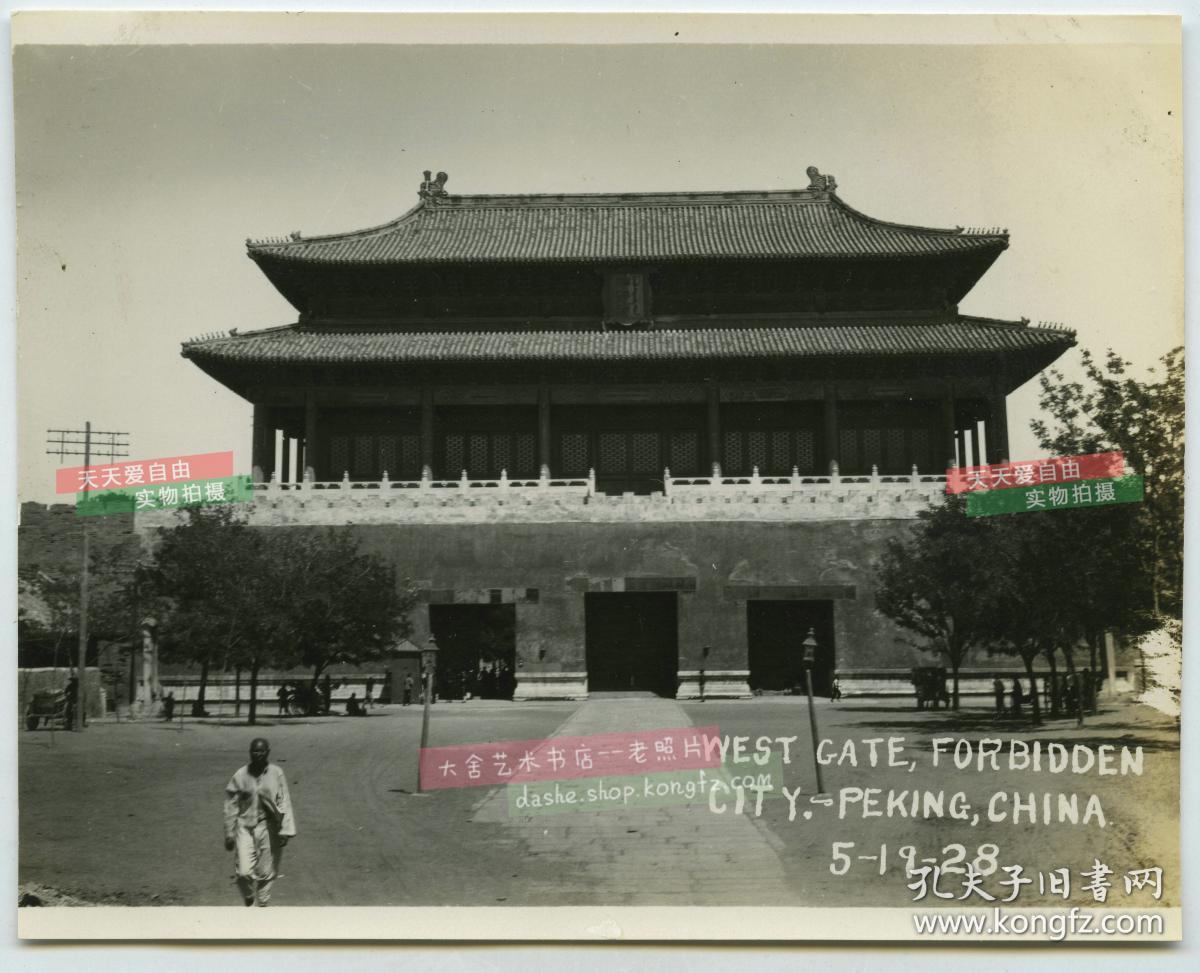 天天爱自由
实物拍摄
天天爱自由
实物拍摄
大舍艺术书店--老照片
dashe.shop.kongfz.com
WEST GATE, FORBIDDEN
CITY.-PEKING, CHINA.
5-19-28
孔夫子旧書网
www.kongfz.com